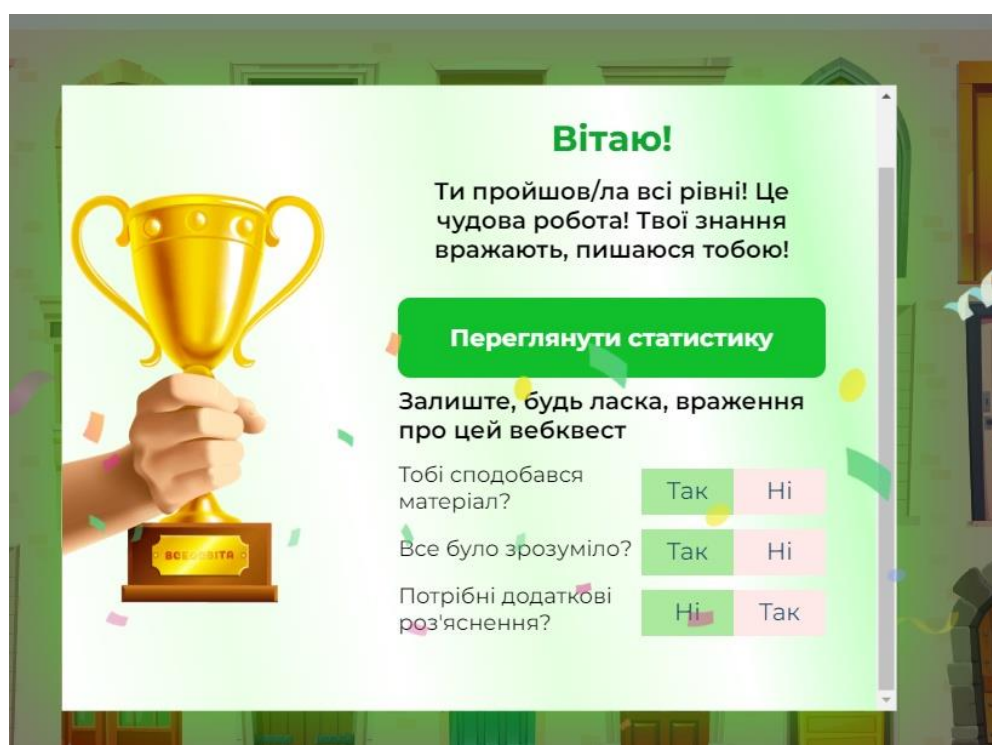 Вітаю!
Ти пройшов/ла всі рівні! Це
чудова робота! Твої знання
вражають, пишаюся тобою!
Переглянути статистику
Залиште, будь ласка, враження
про цей вебквест
Тобі сподобався
матеріал?
Так Ні
Все було зрозуміло?
Так Ні
Потрібні додаткові
роз'яснення?
Ні Так